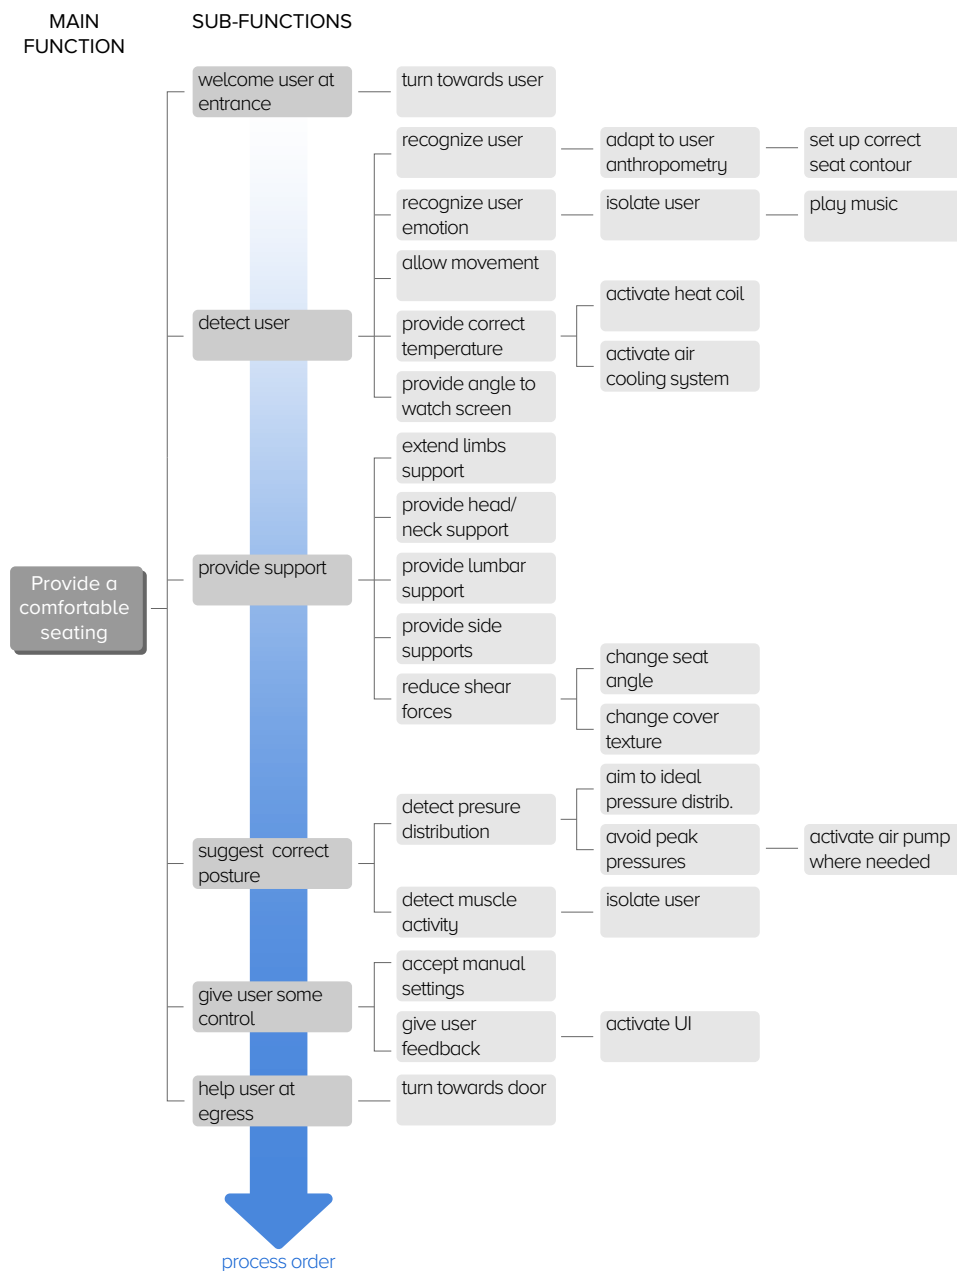 MAIN
FUNCTION
SUB-FUNCTIONS
welcome user at
entrance
turn towards user
recognize user
adapt to user
anthropometry
set up correct
seat contour
recognize user
emotion
isolate user
play music
allow movement
detect user
provide correct
temperature
activate heat coil
activate air
cooling system
provide angle to
watch screen
extend limbs
support
provide head/
neck support
provide support
provide lumbar
support
Provide a
comfortable
seating
provide side
supports
reduce shear
forces
change seat
angle
change cover
texture
detect presure
distribution
aim to ideal
pressure distrib.
avoid peak
pressures
activate air pump
where needed
suggest correct
posture
detect muscle
activity
isolate user
accept manual
settings
give user some
control
give user
feedback
activate UI
help user at
egress
turn towards door
process order